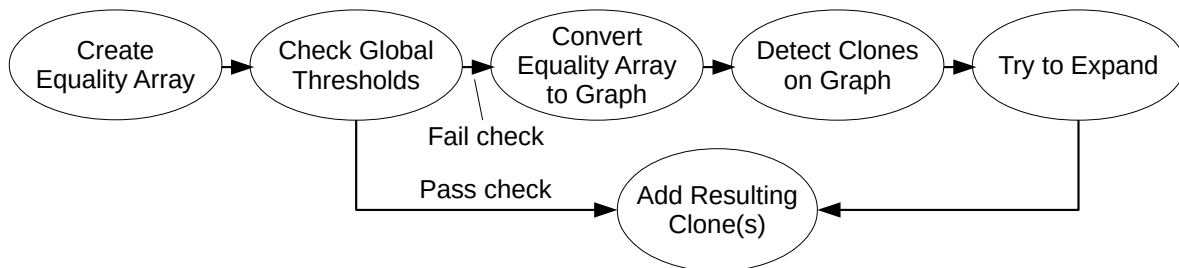 Create
Equality Array
Check Global
Thresholds
Convert
Equality Array
to Graph
Detect Clones
on Graph
Try to Expand
Fail check
Pass check
Add Resulting
Clone(s)